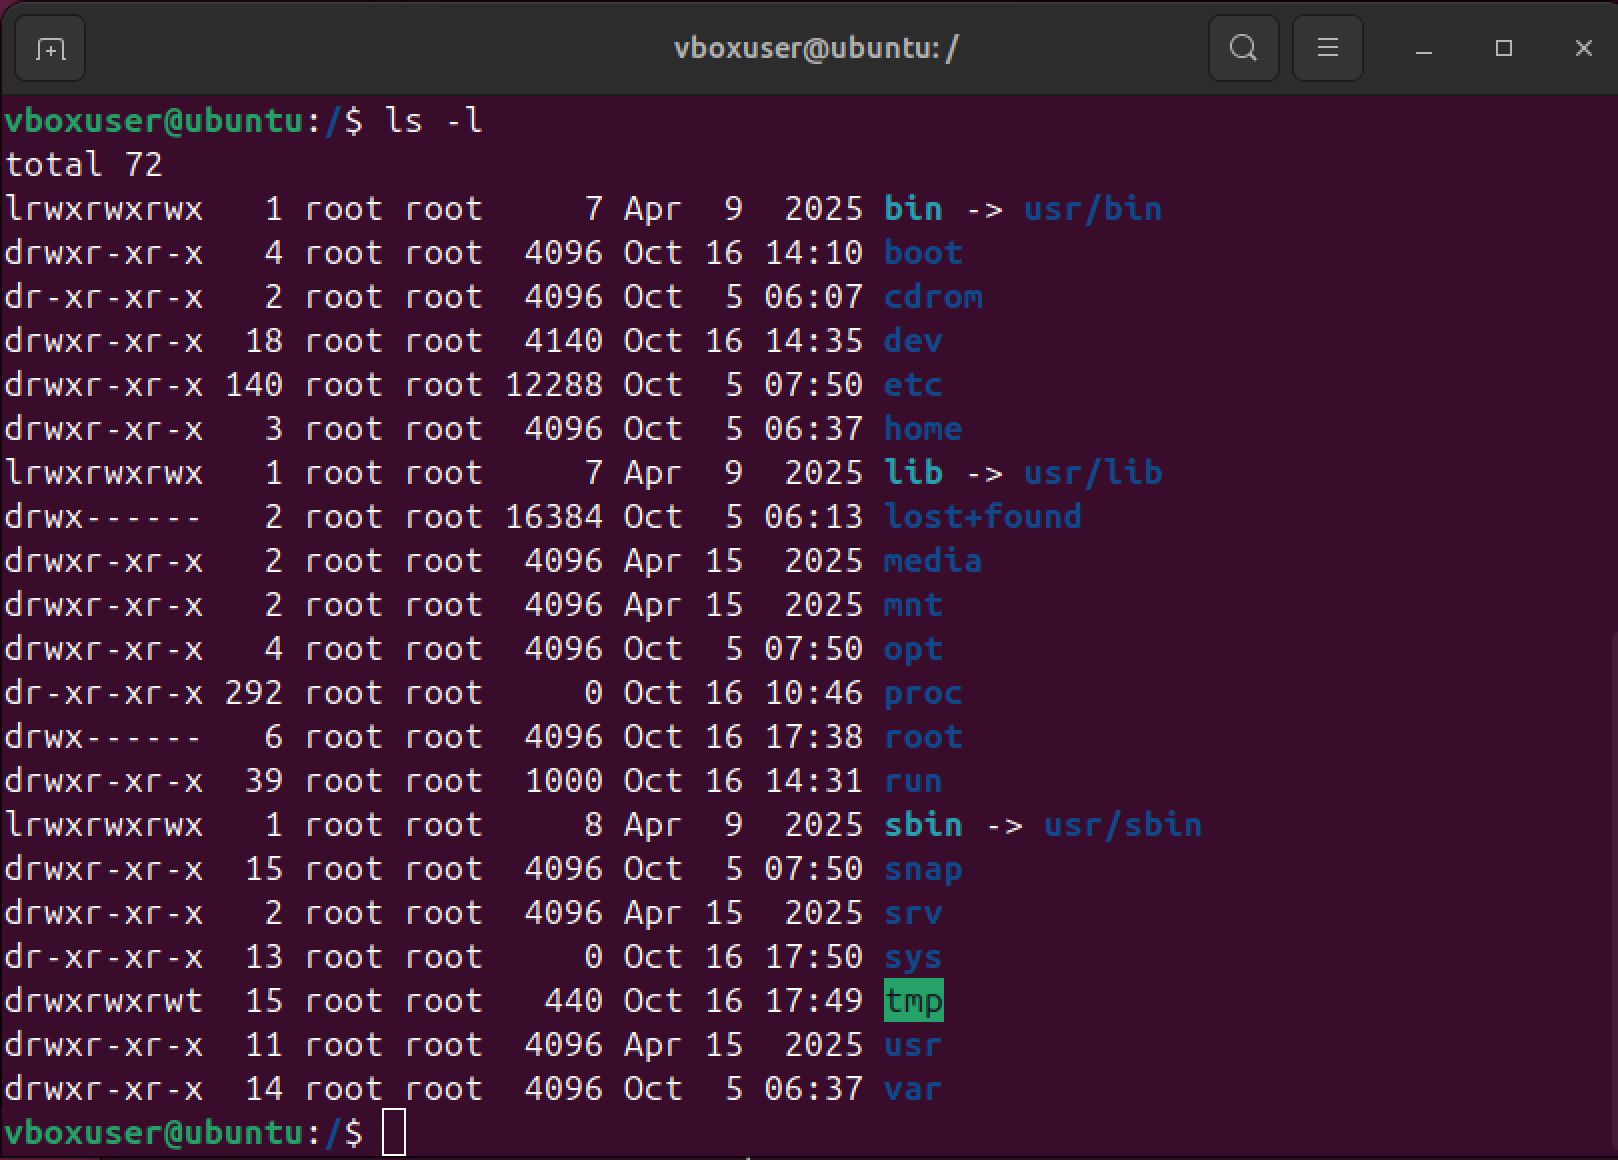 vboxuser@ubuntu: /
vboxuser@ubuntu:/$ ls -l
total 72
lrwxrwxrwx   1 root root     7 Apr  9  2025 bin -> usr/bin
drwxr-xr-x   4 root root  4096 Oct 16 14:10 boot
dr-xr-xr-x   2 root root  4096 Oct  5 06:07 cdrom
drwxr-xr-x  18 root root  4140 Oct 16 14:35 dev
drwxr-xr-x 140 root root 12288 Oct  5 07:50 etc
drwxr-xr-x   3 root root  4096 Oct  5 06:37 home
lrwxrwxrwx   1 root root     7 Apr  9  2025 lib -> usr/lib
drwx------   2 root root 16384 Oct  5 06:13 lost+found
drwxr-xr-x   2 root root  4096 Apr 15  2025 media
drwxr-xr-x   2 root root  4096 Apr 15  2025 mnt
drwxr-xr-x   4 root root  4096 Oct  5 07:50 opt
dr-xr-xr-x 292 root root     0 Oct 16 10:46 proc
drwx------   6 root root  4096 Oct 16 17:38 root
drwxr-xr-x  39 root root  1000 Oct 16 14:31 run
lrwxrwxrwx   1 root root     8 Apr  9  2025 sbin -> usr/sbin
drwxr-xr-x  15 root root  4096 Oct  5 07:50 snap
drwxr-xr-x   2 root root  4096 Apr 15  2025 srv
dr-xr-xr-x  13 root root     0 Oct 16 17:50 sys
drwxrwxrwt  15 root root   440 Oct 16 17:49 tmp
drwxr-xr-x  11 root root  4096 Apr 15  2025 usr
drwxr-xr-x  14 root root  4096 Oct  5 06:37 var
vboxuser@ubuntu:/$